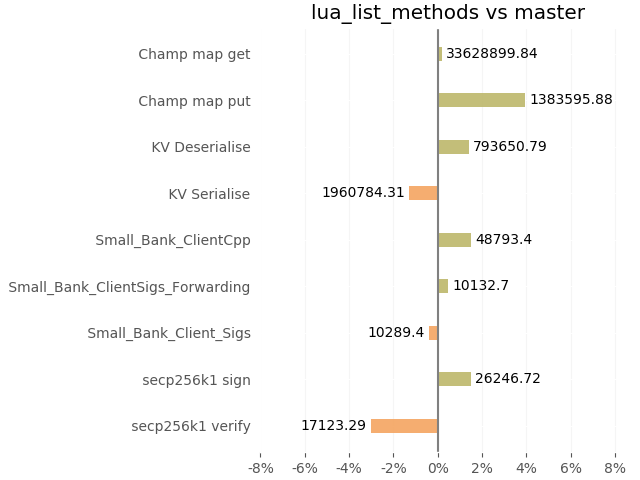 lua_list_methods vs master
Champ map get 33628899.84
Champ map put 1383595.88
KV Deserialise 793650.79
KV Serialise 1960784.31
Small_Bank_ClientCpp 48793.4
Small_Bank_ClientSigs_Forwarding 10132.7
Small_Bank_Client_Sigs 10289.4
secp256k1 sign 26246.72
secp256k1 verify 17123.29
-8% -6% -4% -2% 0% 2% 4% 6% 8%